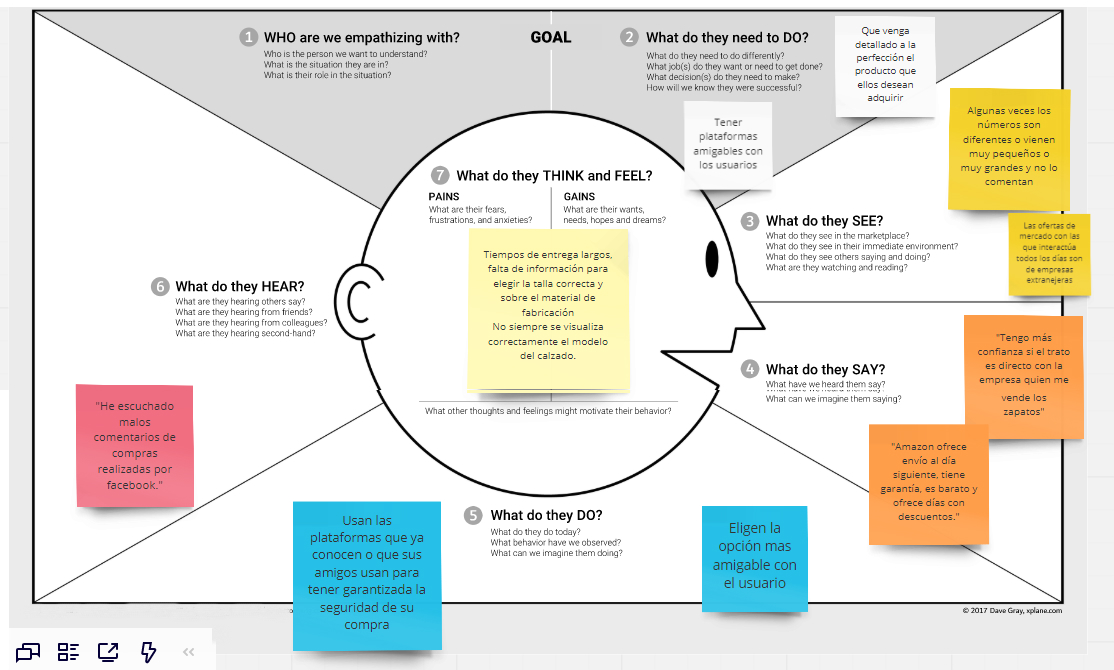 1 WHO are we empathizing with?
Who is the person we want to understand?
What is the situation they are in?
What is their role in the situation?
GOAL
2 What do they need to DO?
What do they need to do differently?
What job(s) do they want or need to get done?
What decision(s) do they need to make?
How will we know they were successful?
Que venga
detallado a la
perfección el
producto que
ellos desean
adquirir
Tener
plataformas
amigables con
los usuarios
Algunas veces los
números son
diferentes o vienen
muy pequeños o
muy grandes y no lo
comentan
3 What do they SEE?
What do they see in the marketplace?
What do they see in their immediate environment?
What do they see others saying and doing?
What are they watching and reading?
Las ofertas de
mercado con las
que interactúa
todos los días son
de empresas
extranejeras
7 What do they THINK and FEEL?
PAINS
What are their fears,
frustrations, and anxieties?
GAINS
What are their wants,
needs, hopes and dreams?
Tiempos de entrega largos,
falta de información para
elegir la talla correcta y
sobre el material de
fabricación
No siempre se visualiza
correctamente el modelo
del calzado.
What other thoughts and feelings might motivate their behavior?
6 What do they HEAR?
What are they hearing others say?
What are they hearing from friends?
What are they hearing from colleagues?
What are they hearing second-hand?
"He escuchado
malos
comentarios de
compras
realizadas por
facebook."
4 What do they SAY?
What have we heard them say?
What can we imagine them saying?
"Tengo más
confianza si el trato
es directo con la
empresa quien me
vende los
zapatos"
"Amazon ofrece
envío al día
siguiente, tiene
garantía, es barato y
ofrece días con
descuentos."
5 What do they DO?
What do they do today?
What behavior have we observed?
What can we imagine them doing?
Usan las
plataformas que ya
conocen o que sus
amigos usan para
tener garantizada la
seguridad de su
compra
Eligen la
opción mas
amigable con
el usuario
© 2017 Dave Gray, xplane.com